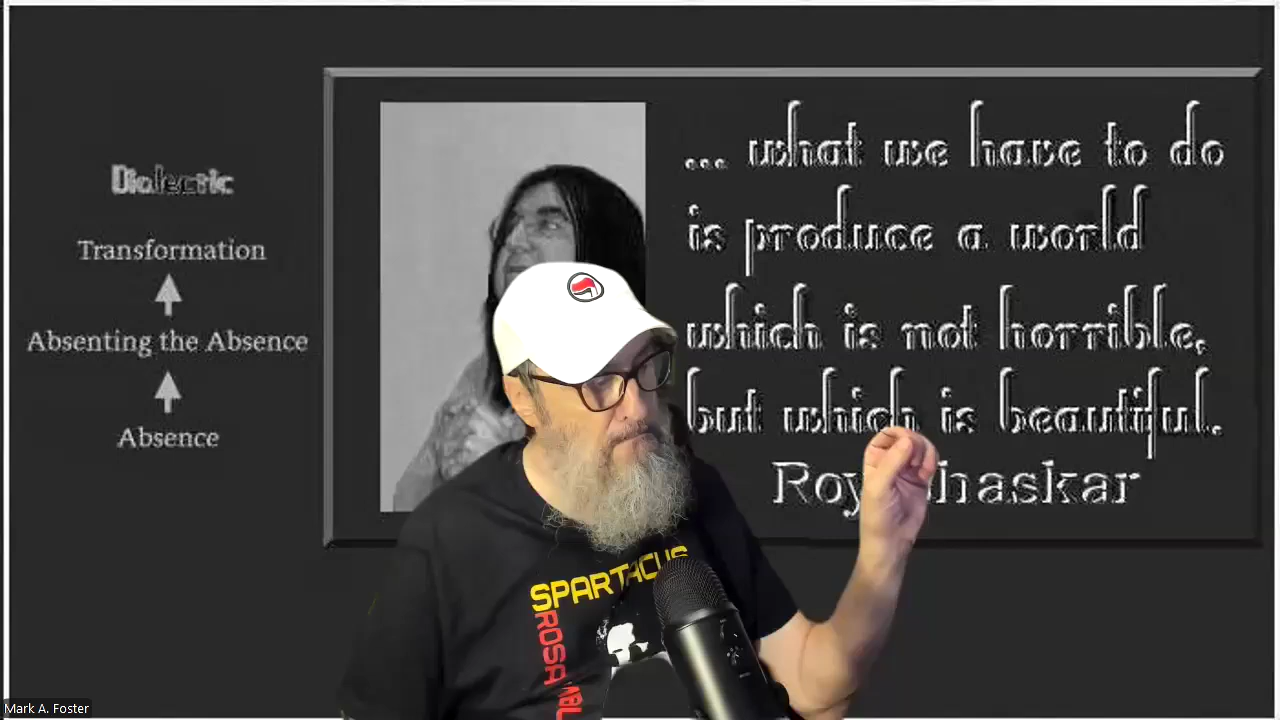 Dialectic
Transformation
Absenting the Absence
Absence
... what we have to do
is produce a world
which is not horrible,
but which is beautiful.
Roy haskar
SPARTACUS
ROSA
Mark A. Foster